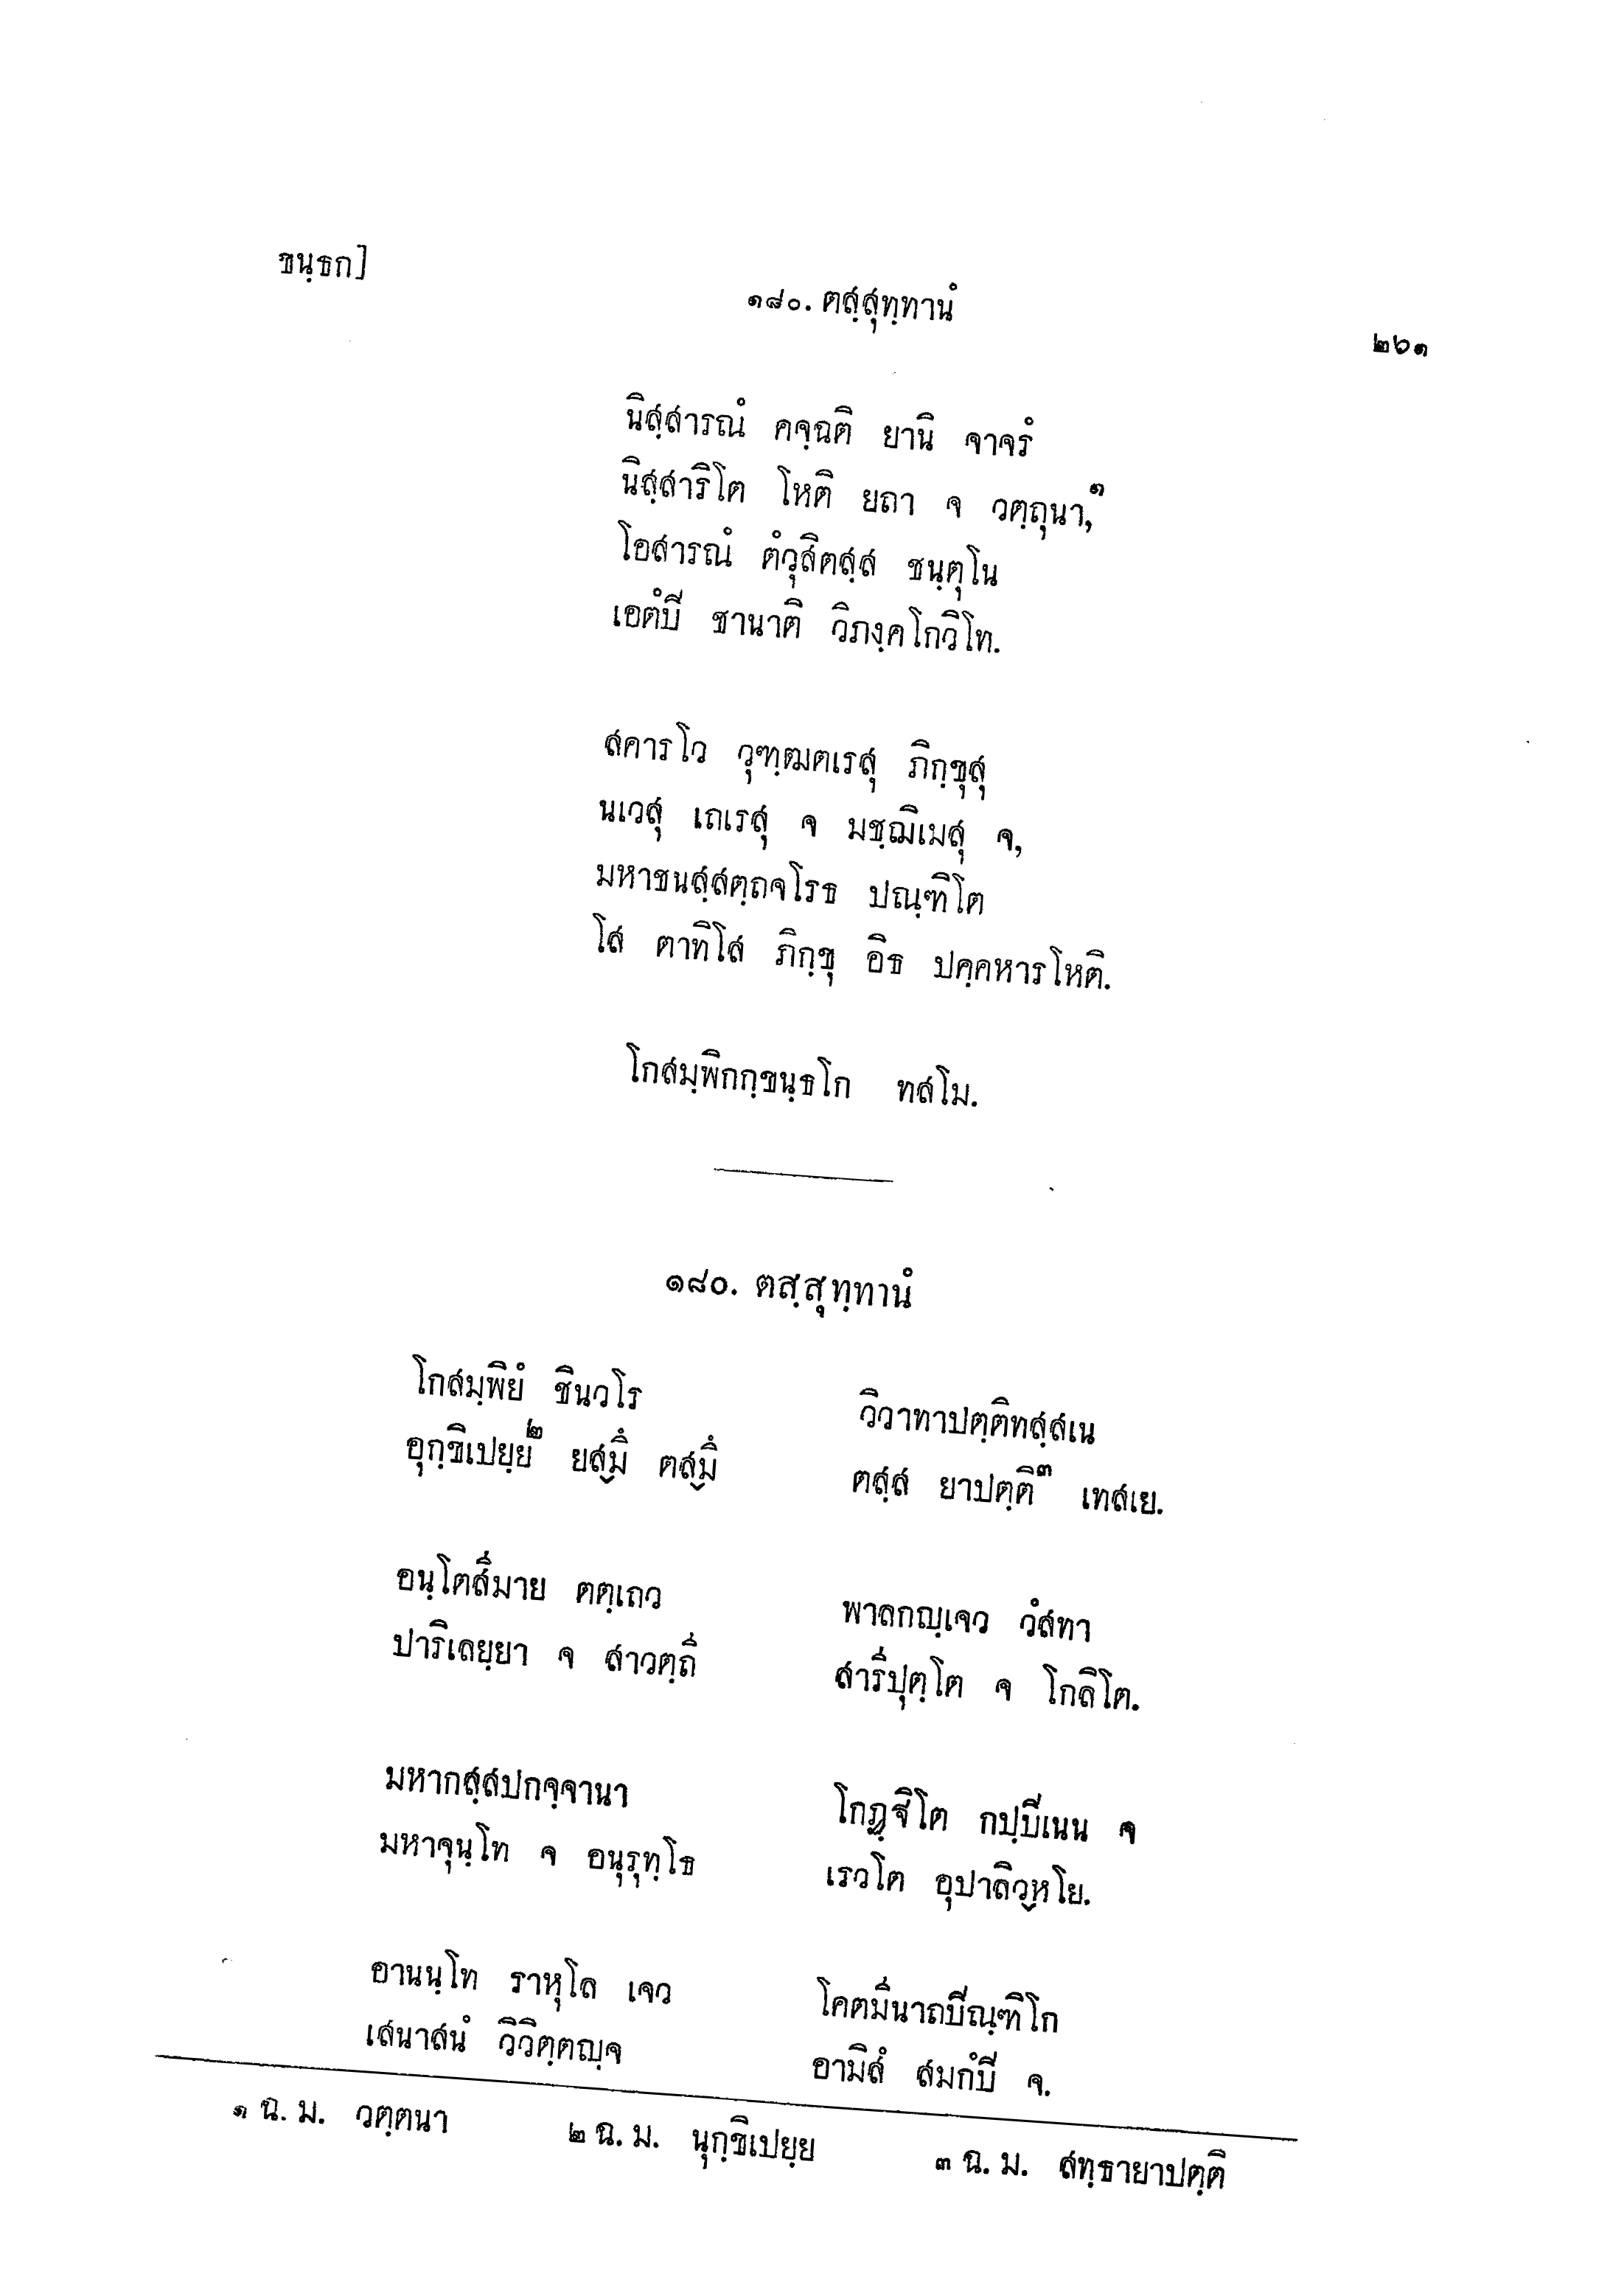 ขนฺธก]
๑๘๐. ตสฺสุทฺทานํ
๒๖๑
นิสฺสารณํ คจฺฉติ ยานิ จาจรํ
นิสฺสาริโต โหติ ยถา จ วตฺถุนา,๑
โอสารณํ ตํวุสิตสฺส ชนฺตุโน
เอตํปิ ชานาติ วิภงฺคโกวิโท.
สคารโว วุฑฺฒตเรสุ ภิกฺขุสุ
นเวสุ เถเรสุ จ มชฺฌิเมสุ จ,
มหาชนสฺสตฺถจโรธ ปณฺฑิโต
โส ตาทิโส ภิกฺขุ อิธ ปคฺคหารโหติ.
โกสมฺพิกกฺขนฺธโก ทสโม.
๑๘๐. ตสฺสุทฺทานํ
โกสมฺพิยํ ชินวโร วิวาทาปตฺติทสฺสเน
อุกฺขิเปยฺยํ๒ ยสฺมิํ ตสฺมิํ ตสฺส ยาปตฺติ๓ เทสเย.
อนฺโตสีมาย ตตฺเถว พาลกญฺเจว วํสทา
ปาริเลยฺยา จ สาวตฺถี สารีปุตฺโต จ โกลิโต.
มหากสฺสปกจฺจานา โกฏฺฐิโต กปฺปิเนน จ
มหาจุนฺโท จ อนุรุทฺโธ เรวโต อุปาลิวฺหโย.
อานนฺโท ราหุโล เจว โคตมีนาถปิณฺฑิโก
เสนาสนํ วิวิตฺตญฺจ อามิสํ สมกํปิ จ.
๑ ฉ. ม. วตฺตนา ๒ ฉ. ม. นุกฺขิเปยฺย ๓ ฉ. ม. สทฺธายาปตฺติ